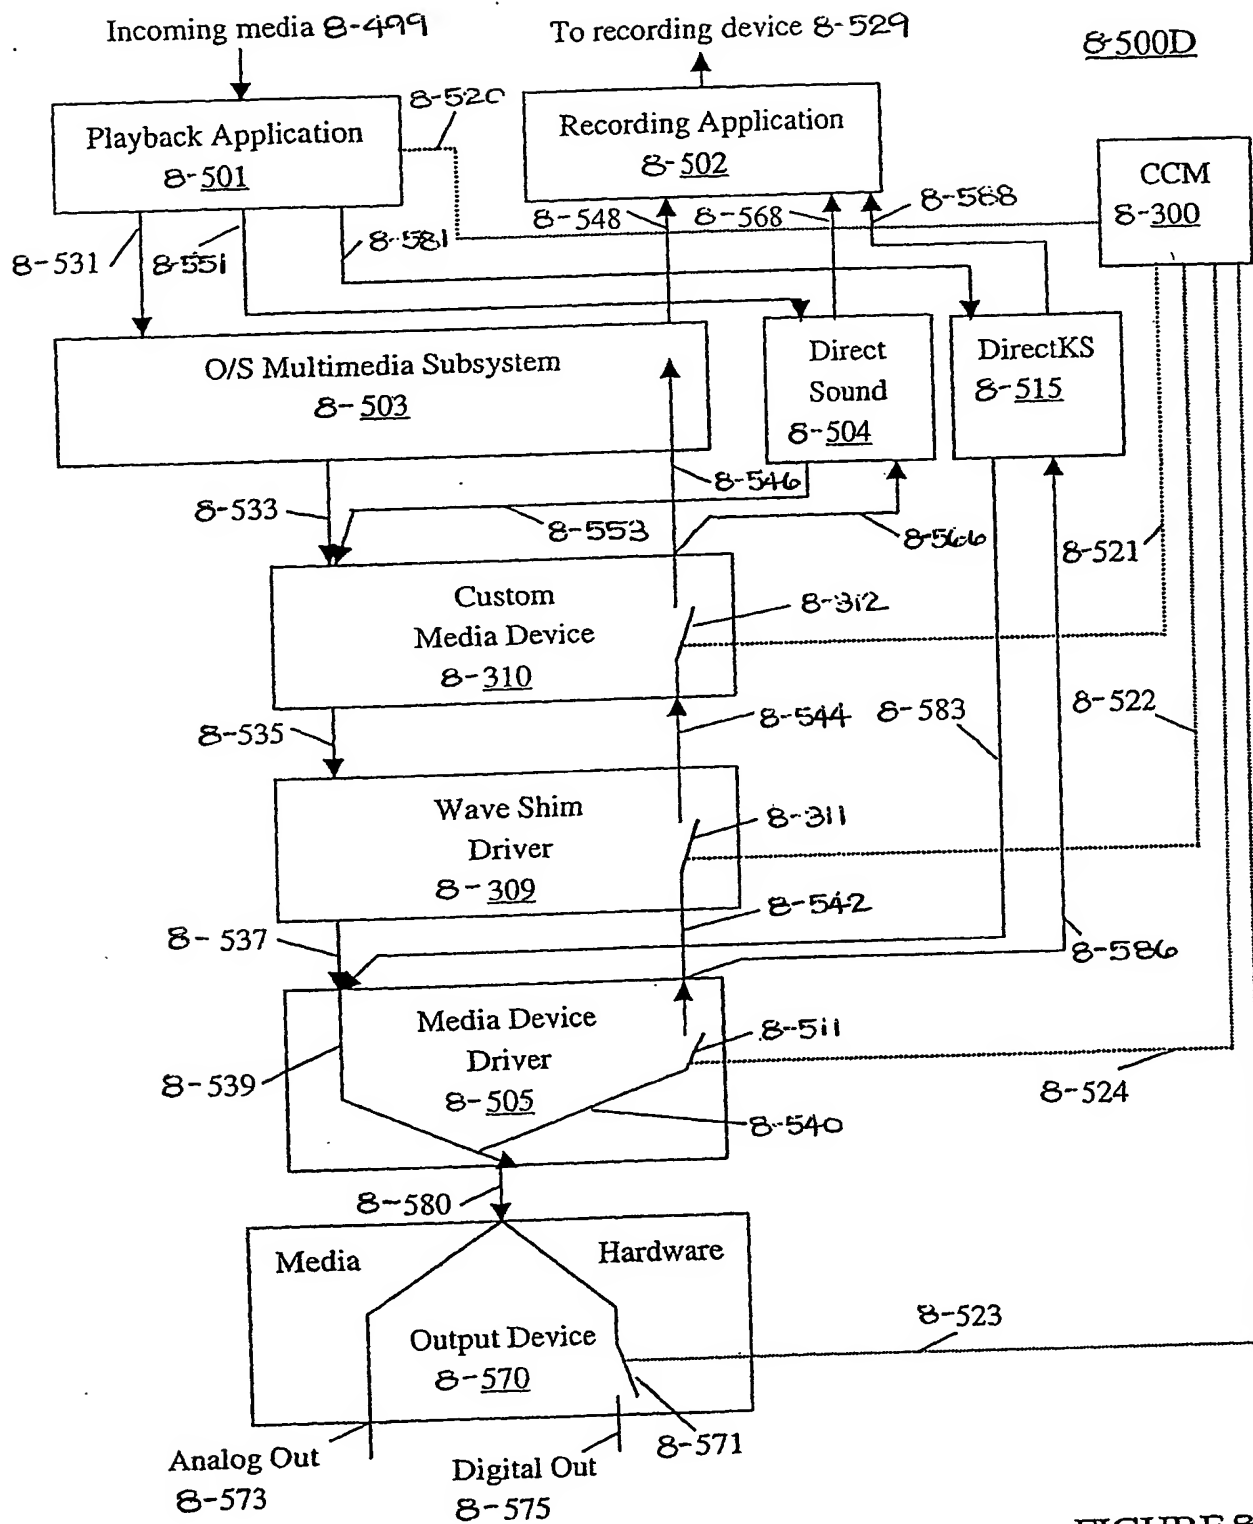 Incoming media 8-499
To recording device 8-529
8-500D
8-520
Playback Application
8-501
Recording Application
8-502
CCM
8-300
8-548
8-568
8-588
8-531
8-551
8-581
O/S Multimedia Subsystem
8-503
Direct
Sound
8-504
DirectKS
8-515
8-533
8-546
8-553
8-566
8-521
Custom
Media Device
8-310
8-312
8-535
8-544
8-583
8-522
Wave Shim
Driver
8-309
8-311
8-537
8-542
8-586
Media Device
Driver
8-505
8-511
8-539
8-540
8-524
8-580
Media
Hardware
Output Device
8-570
8-523
8-571
Analog Out
8-573
Digital Out
8-575
FIGURE 8